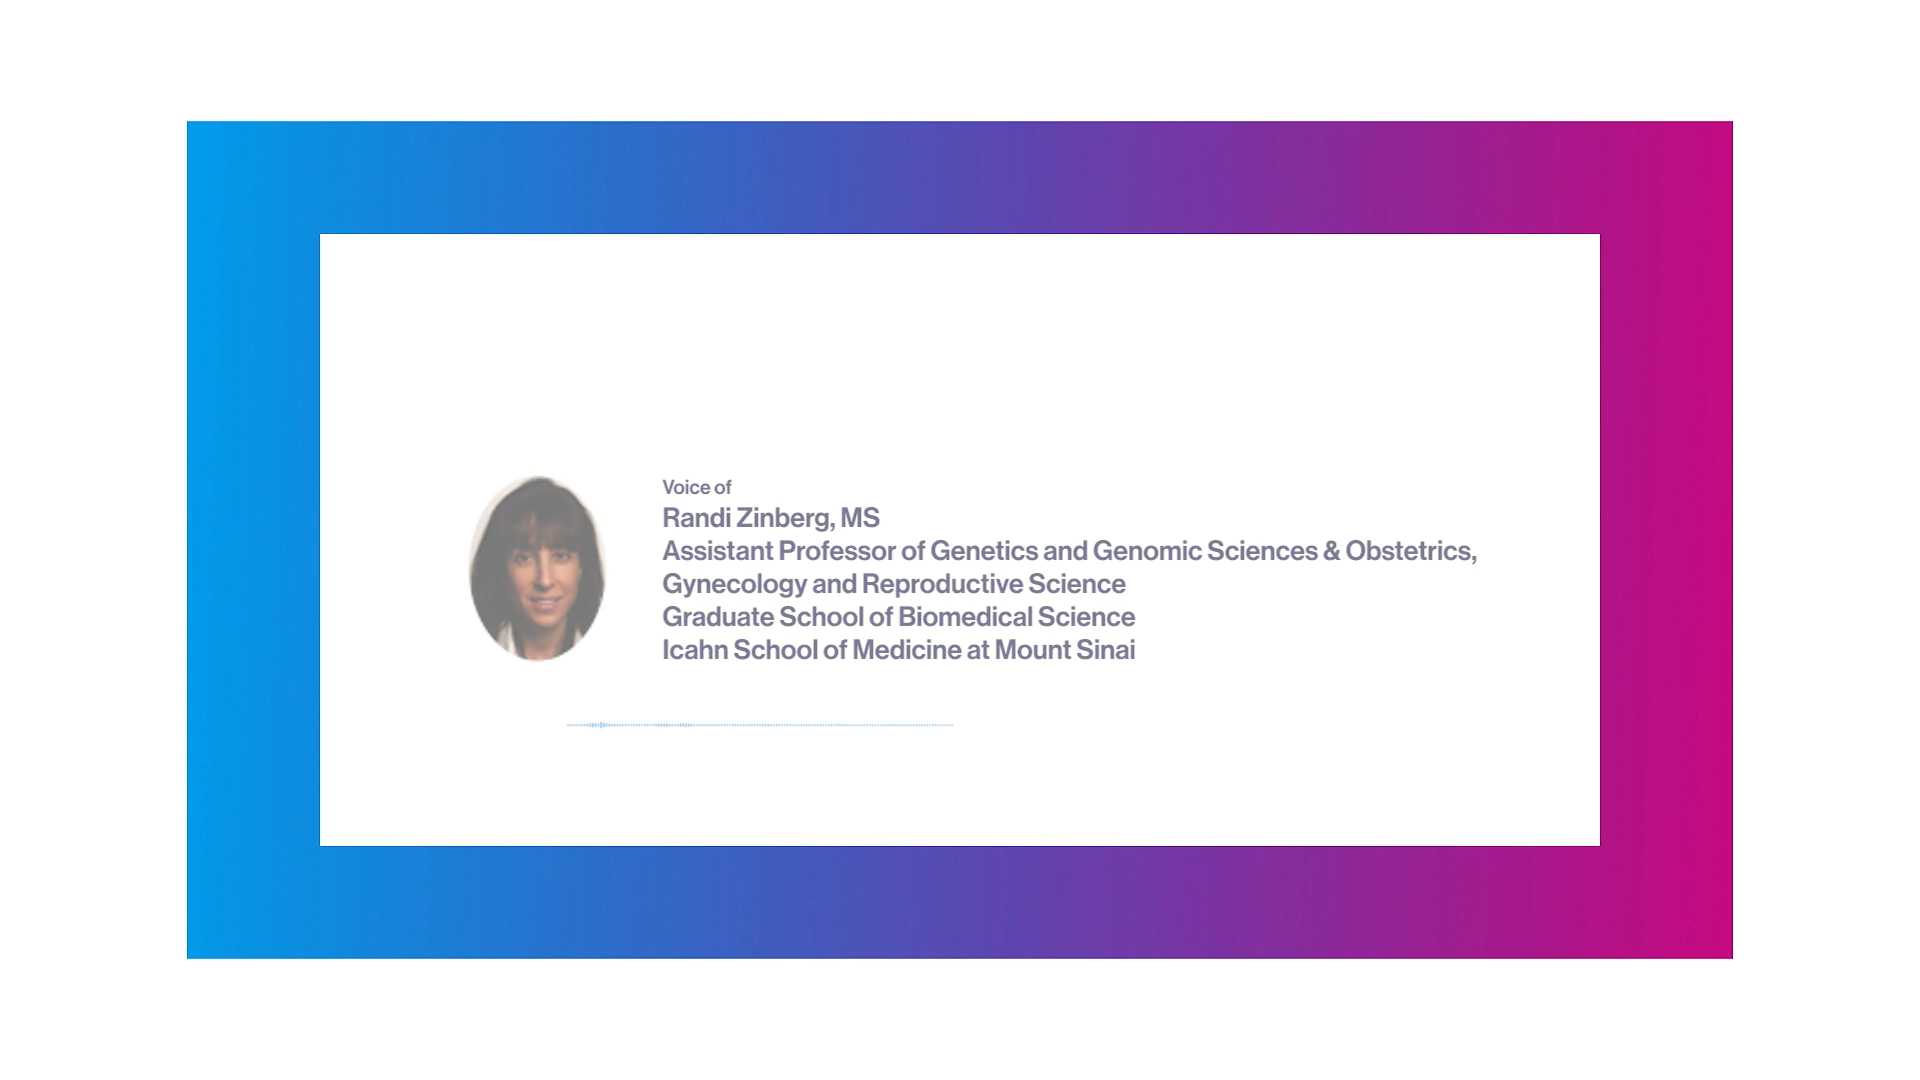 Voice of
Randi Zinberg, MS
Assistant Professor of Genetics and Genomic Sciences & Obstetrics,
Gynecology and Reproductive Science
Graduate School of Biomedical Science
Icahn School of Medicine at Mount Sinai